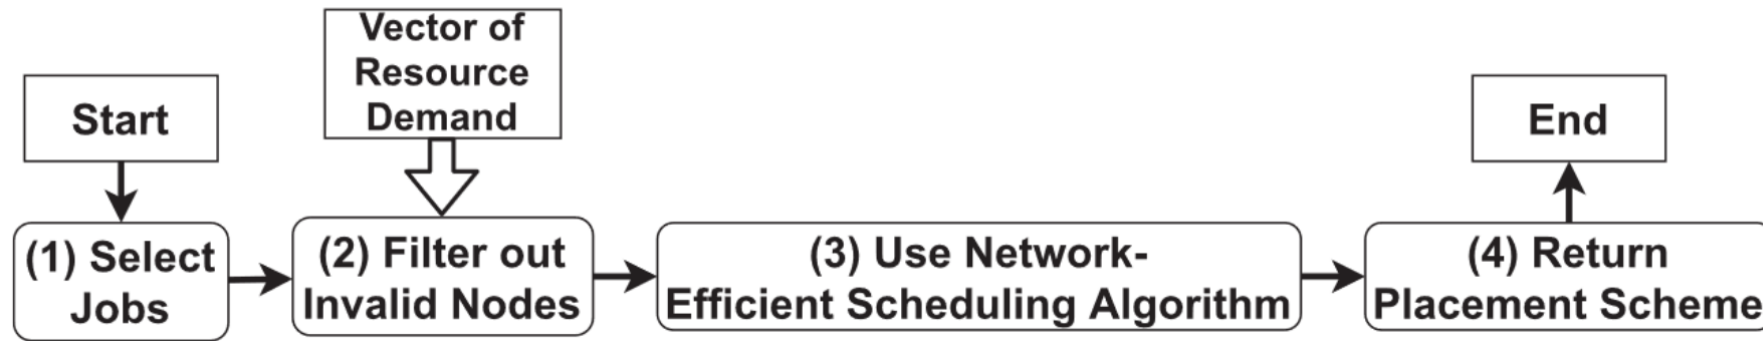 Start
(1) Select
Jobs
Vector of
Resource
Demand
(2) Filter out
Invalid Nodes
(3) Use Network-
Efficient Scheduling Algorithm
(4) Return
Placement Scheme
End